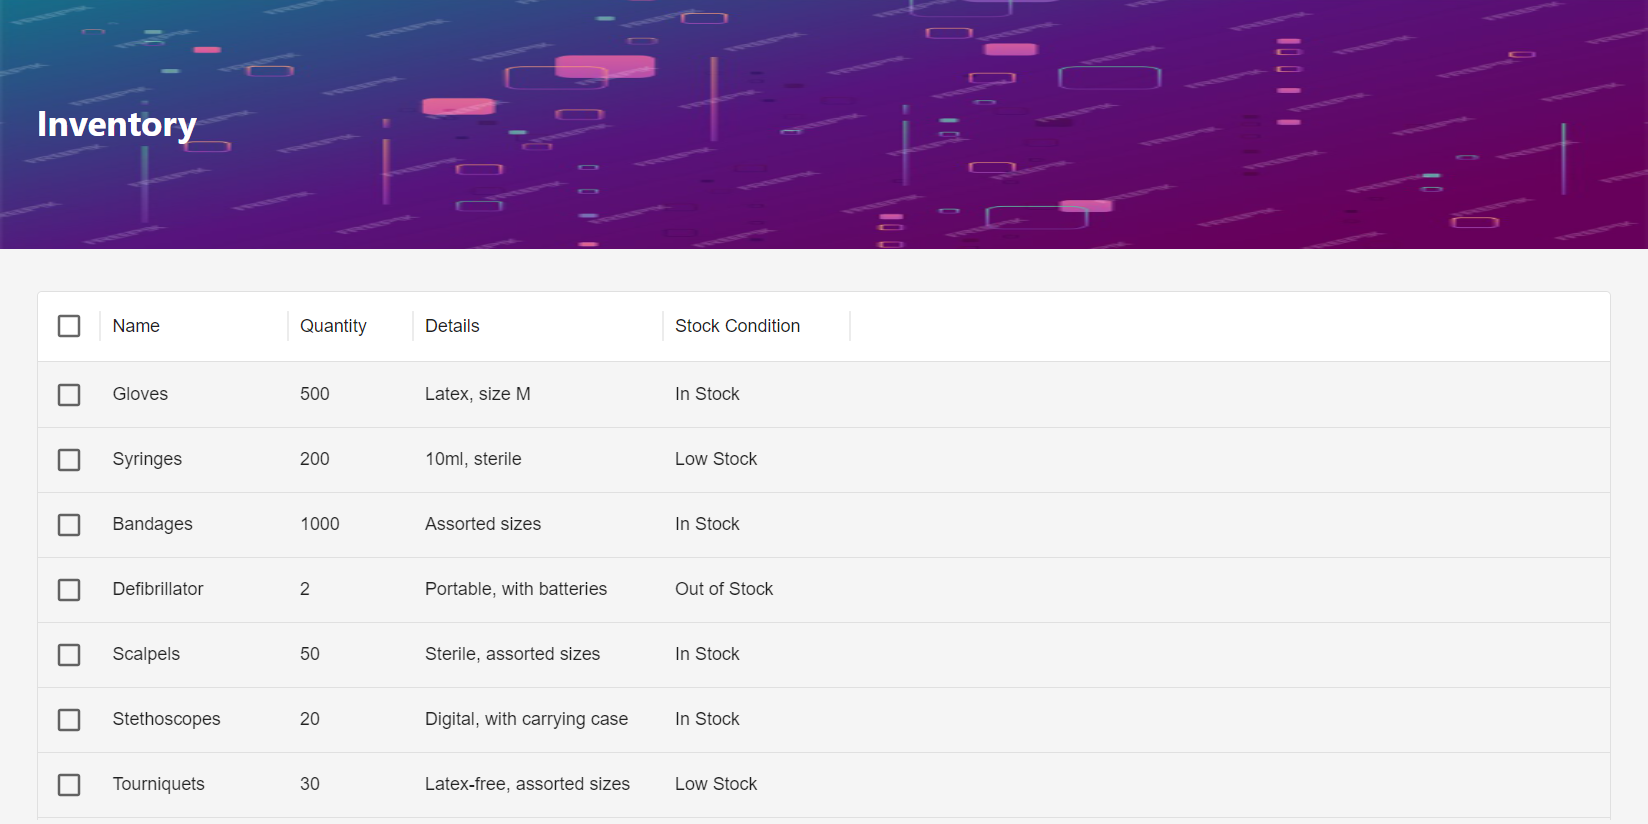 Inventory
Name Quantity Details Stock Condition
Gloves 500 Latex, size M In Stock
Syringes 200 10ml, sterile Low Stock
Bandages 1000 Assorted sizes In Stock
Defibrillator 2 Portable, with batteries Out of Stock
Scalpels 50 Sterile, assorted sizes In Stock
Stethoscopes 20 Digital, with carrying case In Stock
Tourniquets 30 Latex-free, assorted sizes Low Stock